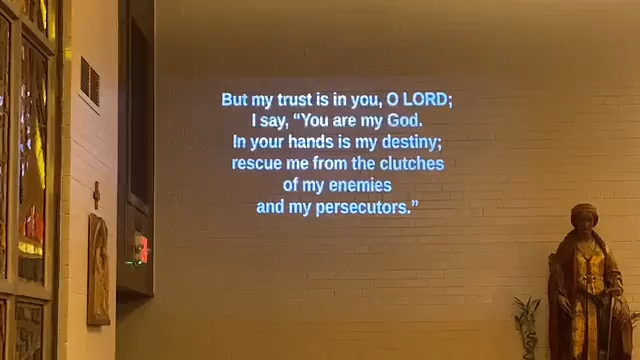 But my trust is in you, O LORD;
I say, “You are my God.
In your hands is my destiny;
rescue me from the clutches
of my enemies
and my persecutors.”